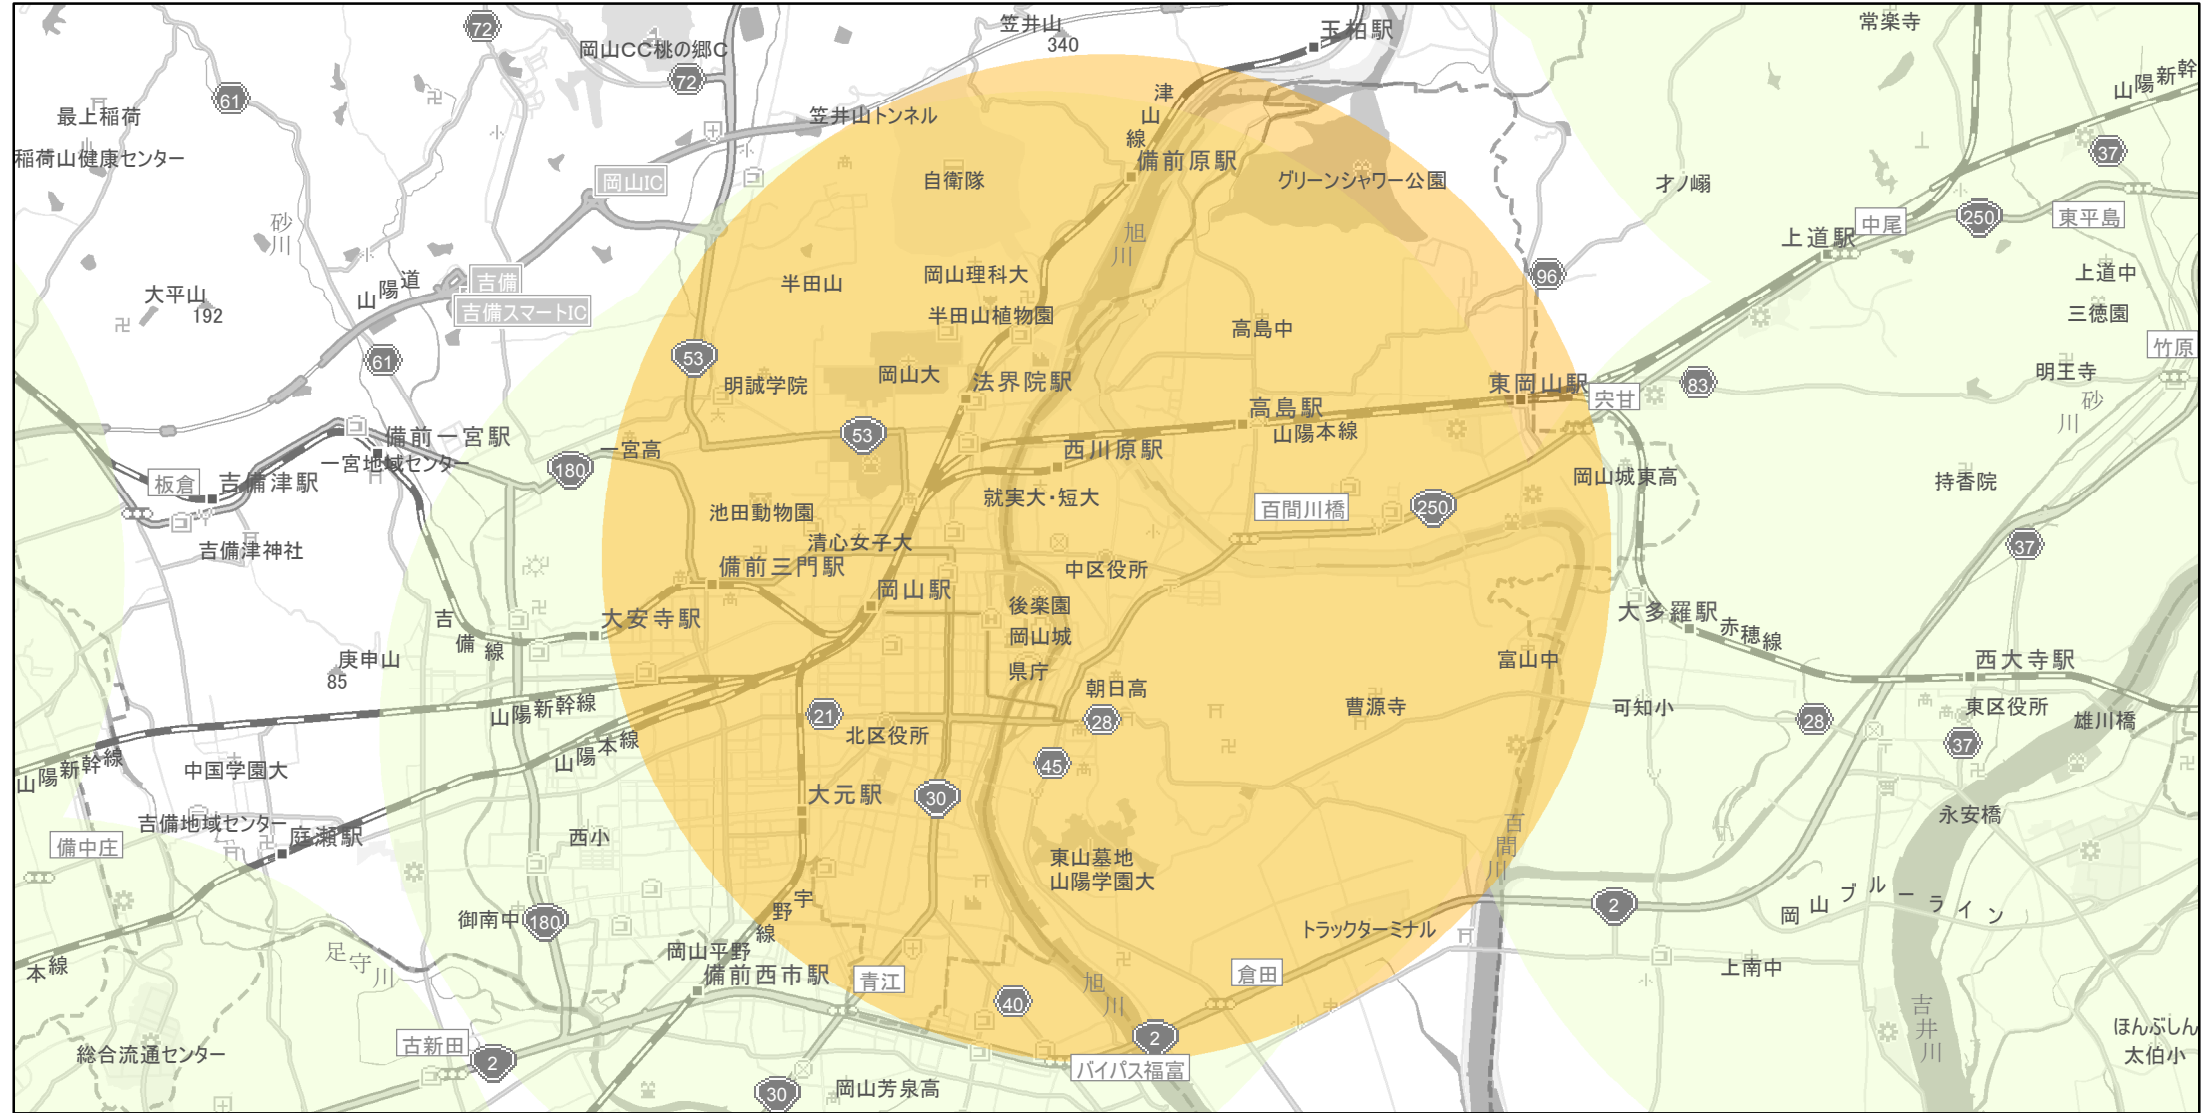 常楽寺
笠井山
340
玉柏駅
72
岡山CC桃の郷C
72
61
最上稲荷
稲荷山健康センター
笠井山トンネル
津山線
備前原駅
山陽新幹
37
岡山IC
自衛隊
グリーンシャワー公園
才ノ嵶
中尾
250
東平島
砂川
旭川
上道駅
96
上道中
吉備
吉備スマートIC
山陽道
大平山
192
半田山
岡山理科大
半田山植物園
高島中
三徳園
竹原
61
53
明誠学院
岡山大
法界院駅
東岡山駅
宍甘
83
明王寺
砂川
高島駅
山陽本線
備前一宮駅
一宮地域センター
53
一宮高
180
西川原駅
岡山城東高
持香院
板倉
吉備津駅
池田動物園
就実大・短大
百間川橋
250
吉備津神社
清心女子大
37
備前三門駅
中区役所
岡山駅
後楽園
大安寺駅
岡山城
大多羅駅
赤穂線
吉備線
庚申山
85
県庁
富山中
西大寺駅
朝日高
山陽新幹線
21
28
曹源寺
可知小
28
東区役所
雄川橋
北区役所
37
山陽本線
山陽新幹線
中国学園大
45
大元駅
30
吉備地域センター
庭瀬駅
備中庄
西小
百間川
永安橋
東山墓地
山陽学園大
宇野線
御南中
180
2
岡山ブルーライン
トラックターミナル
足守川
岡山平野
備前西市駅
青江
倉田
上南中
本線
旭川
40
吉井川
ほんぶしん
太伯小
古新田
2
総合流通センター
2
バイパス福富
30
岡山芳泉高